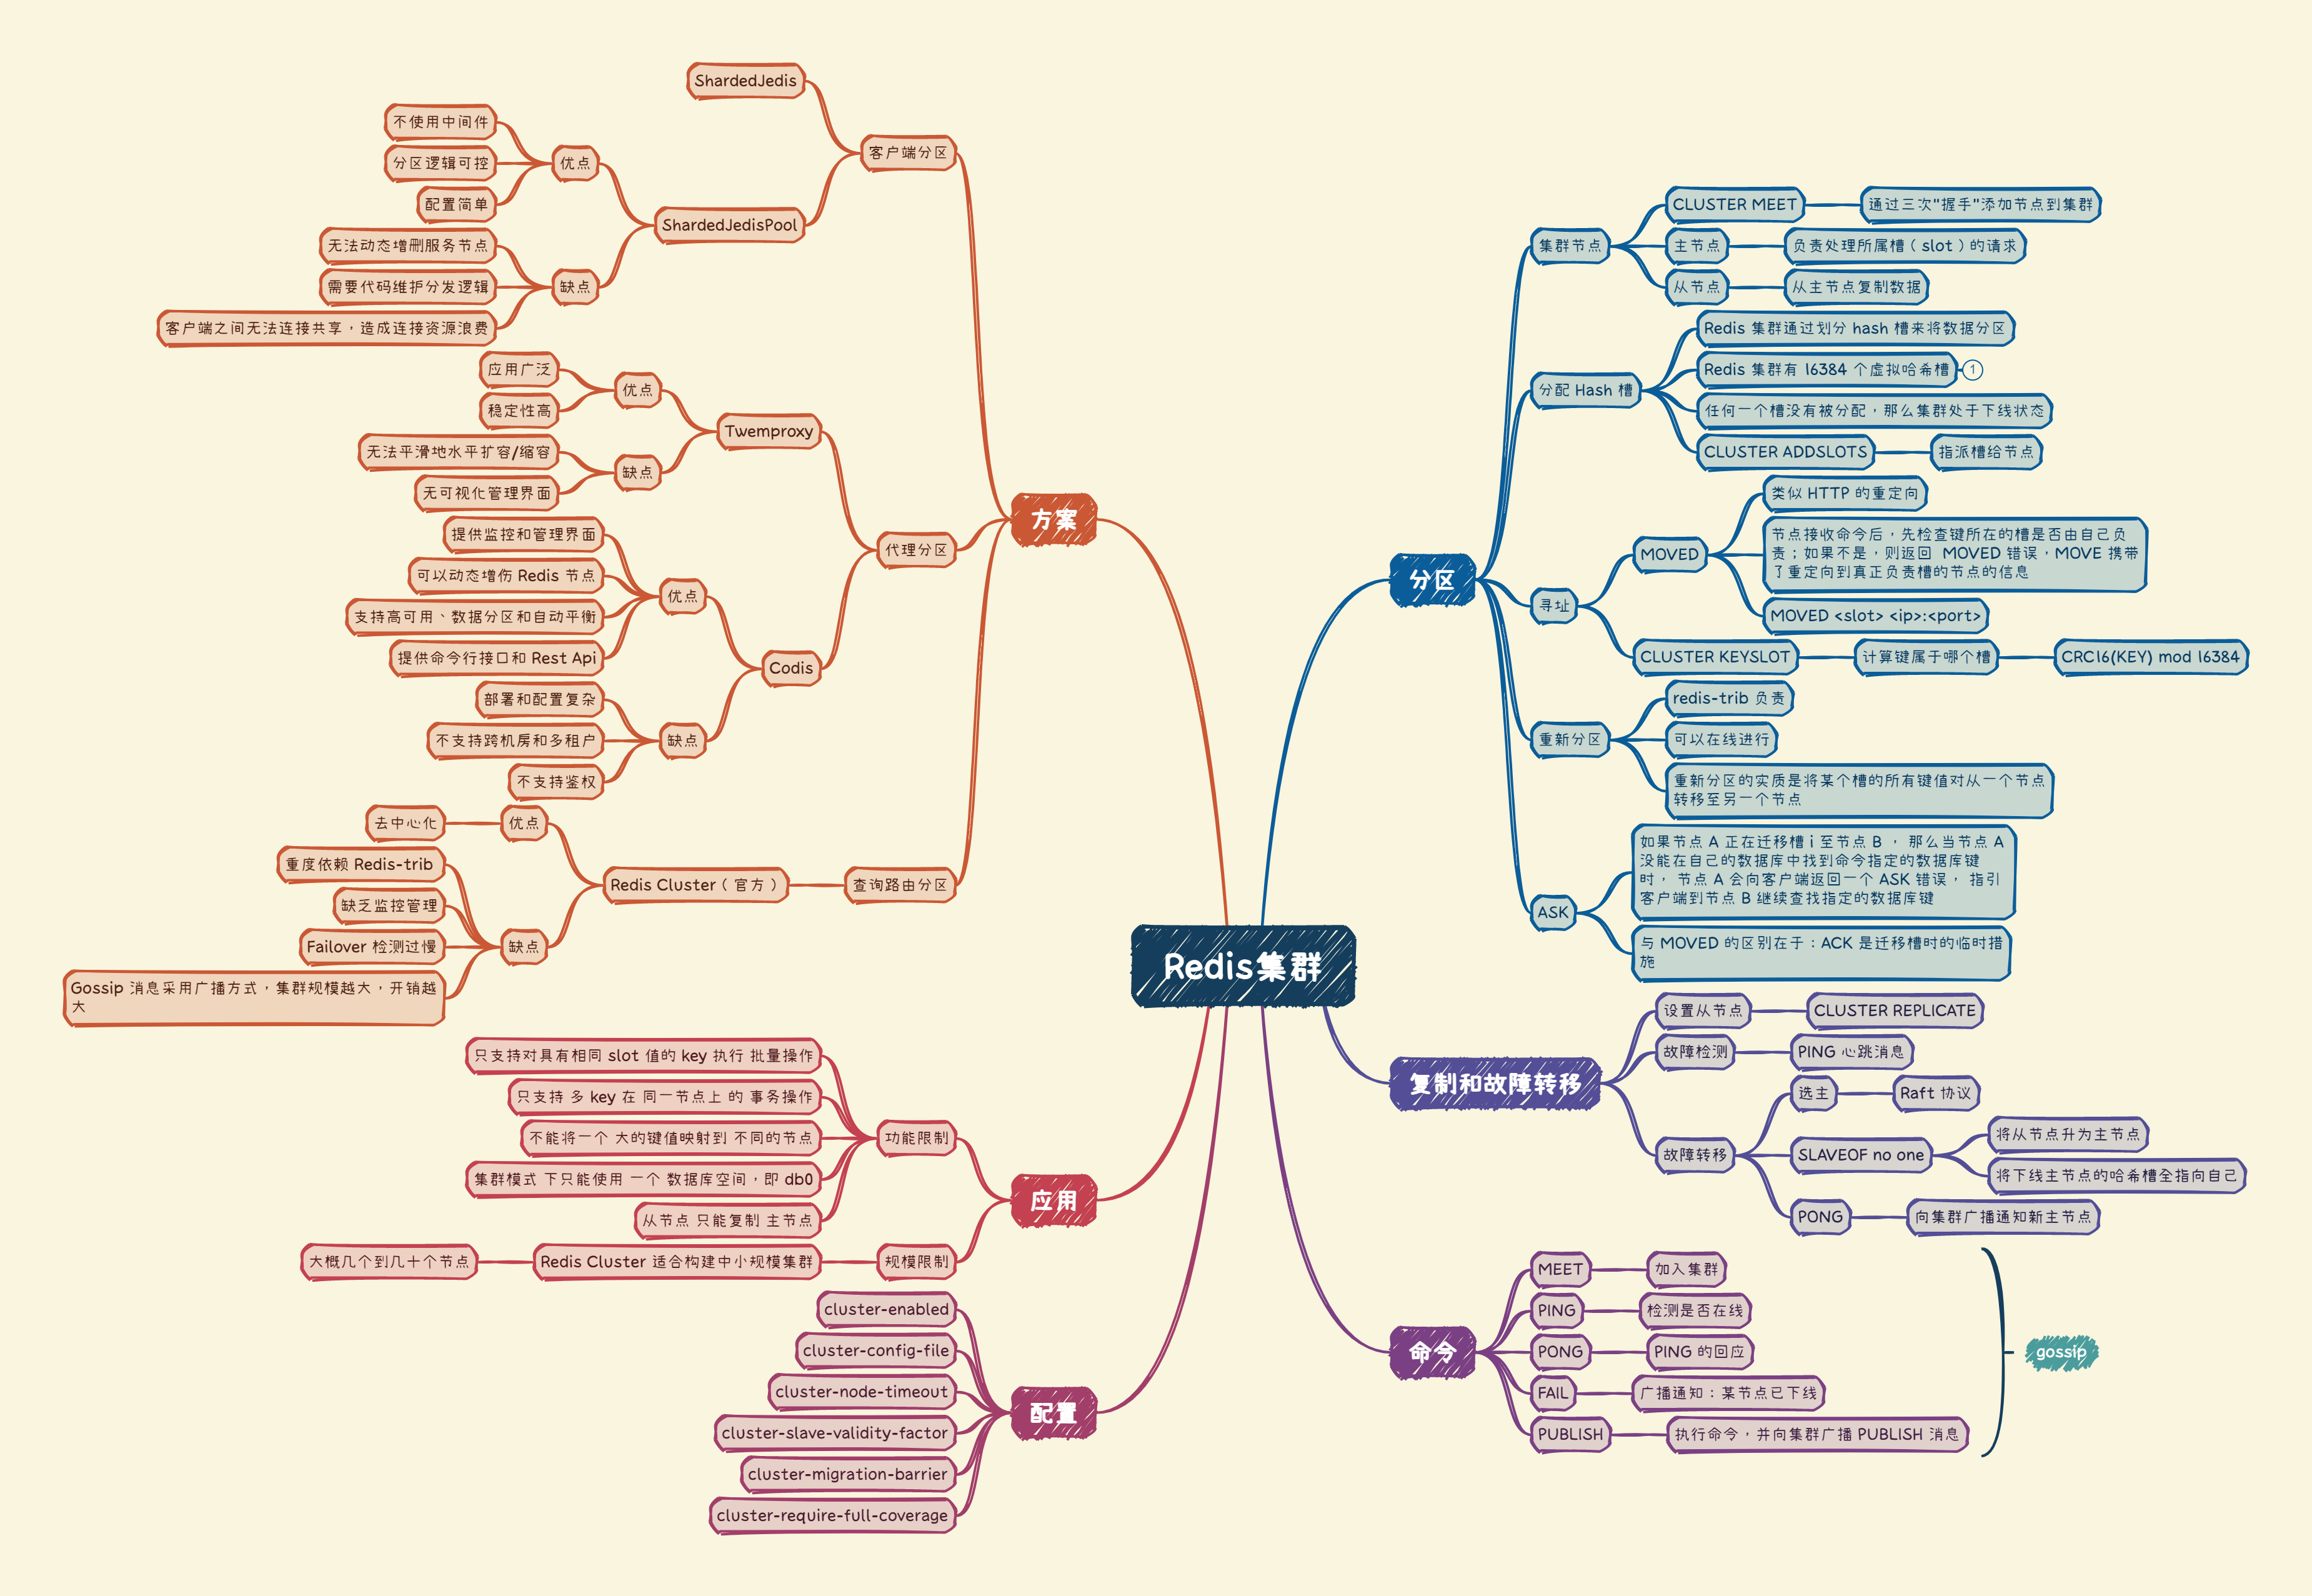 Redis集群
分区
集群节点
CLUSTER MEET
通过三次"握手"添加节点到集群
主节点
负责处理所属槽（slot）的请求
从节点
从主节点复制数据
分配 Hash 槽
Redis 集群通过划分 hash 槽来将数据分区
Redis 集群有 16384 个虚拟哈希槽
1
任何一个槽没有被分配，那么集群处于下线状态
CLUSTER ADDSLOTS
指派槽给节点
寻址
MOVED
类似 HTTP 的重定向
节点接收命令后，先检查键所在的槽是否由自己负
责；如果不是，则返回 MOVED 错误，MOVE 携带
了重定向到真正负责槽的节点的信息
MOVED <slot> <ip>:<port>
CLUSTER KEYSLOT
计算键属于哪个槽
CRC16(KEY) mod 16384
重新分区
redis-trib 负责
可以在线进行
重新分区的实质是将某个槽的所有键值对从一个节点
转移至另一个节点
ASK
如果节点 A 正在迁移槽 i 至节点 B ， 那么当节点 A
没能在自己的数据库中找到命令指定的数据库键
时， 节点 A 会向客户端返回一个 ASK 错误， 指引
客户端到节点 B 继续查找指定的数据库键
与 MOVED 的区别在于：ACK 是迁移槽时的临时措
施
复制和故障转移
设置从节点
CLUSTER REPLICATE
故障检测
PING 心跳消息
故障转移
选主
Raft 协议
SLAVEOF no one
将从节点升为主节点
将下线主节点的哈希槽全指向自己
PONG
向集群广播通知新主节点
命令
MEET
加入集群
PING
检测是否在线
PONG
PING 的回应
FAIL
广播通知：某节点已下线
PUBLISH
执行命令，并向集群广播 PUBLISH 消息
gossip
方案
客户端分区
ShardedJedis
ShardedJedisPool
优点
不使用中间件
分区逻辑可控
配置简单
缺点
无法动态增删服务节点
需要代码维护分发逻辑
客户端之间无法连接共享，造成连接资源浪费
代理分区
Twemproxy
优点
应用广泛
稳定性高
缺点
无法平滑地水平扩容/缩容
无可视化管理界面
Codis
优点
提供监控和管理界面
可以动态增伤 Redis 节点
支持高可用、数据分区和自动平衡
提供命令行接口和 Rest Api
缺点
部署和配置复杂
不支持跨机房和多租户
不支持鉴权
查询路由分区
Redis Cluster（官方）
优点
去中心化
缺点
重度依赖 Redis-trib
缺乏监控管理
Failover 检测过慢
Gossip 消息采用广播方式，集群规模越大，开销越
大
应用
功能限制
只支持对具有相同 slot 值的 key 执行 批量操作
只支持 多 key 在 同一节点上 的 事务操作
不能将一个 大的键值映射到 不同的节点
集群模式 下只能使用 一个 数据库空间，即 db0
从节点 只能复制 主节点
规模限制
Redis Cluster 适合构建中小规模集群
大概几个到几十个节点
配置
cluster-enabled
cluster-config-file
cluster-node-timeout
cluster-slave-validity-factor
cluster-migration-barrier
cluster-require-full-coverage